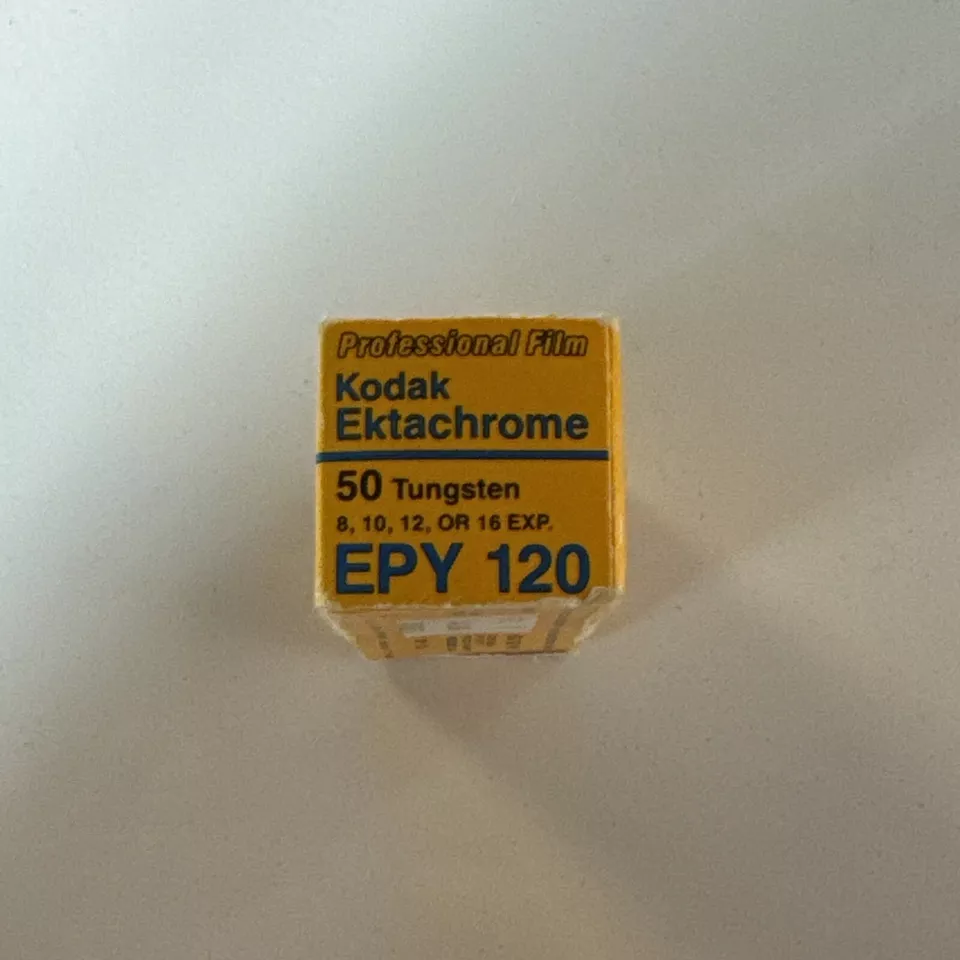 Professional Film
Kodak
Ektachrome
50 Tungsten
8, 10, 12, OR 16 EXP.
EPY 120